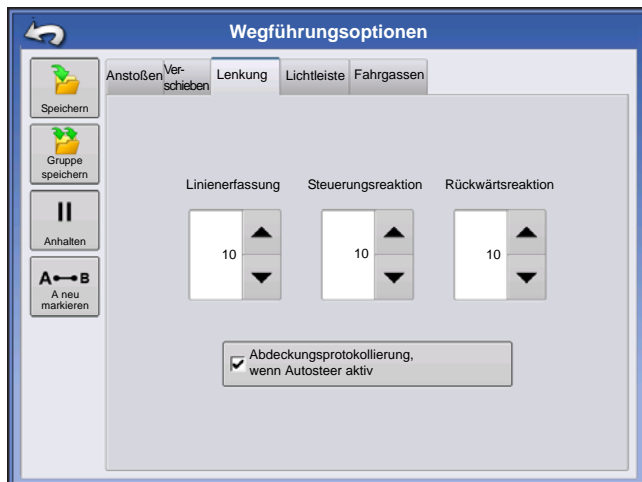 Wegführungsoptionen
Speichern
Gruppe
speichern
Anhalten
A B
A neu
markieren
Anstoßen
Ver-
schieben
Lenkung
Lichtleiste
Fahrgassen
Linienerfassung
Steuerungsreaktion
Rückwärtsreaktion
10
10
10
Abdeckungsprotokollierung,
wenn Autosteer aktiv